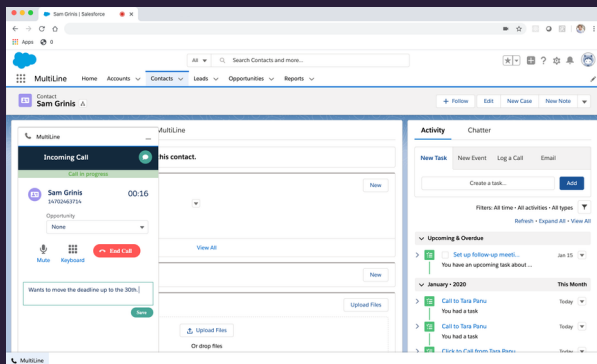 Sam Grinis | Salesforce
Apps
0
All
Search Contacts and more...
MultiLine
Home
Accounts
Contacts
Leads
Opportunities
Reports
Contact
Sam Grinis
+ Follow
Edit
New Case
New Note
MultiLine
MultiLine
Incoming Call
this contact.
Call in progress
Sam Grinis
00:16
14702463714
Opportunity
None
Mute
Keyboard
End Call
Wants to move the deadline up to the 30th.
Save
New
View All
New
Upload Files
Upload Files
Or drop files
Activity
Chatter
New Task
New Event
Log a Call
Email
Create a task...
Add
Filters: All time • All activities • All types
Refresh • Expand All • View All
Upcoming & Overdue
Set up follow-up meeti...
Jan 15
You have an upcoming task about ...
January • 2020
This Month
Call to Tara Panu
Today
You had a task
Call to Tara Panu
Today
You had a task
Click to Call from Tara Panu
Today
MultiLine